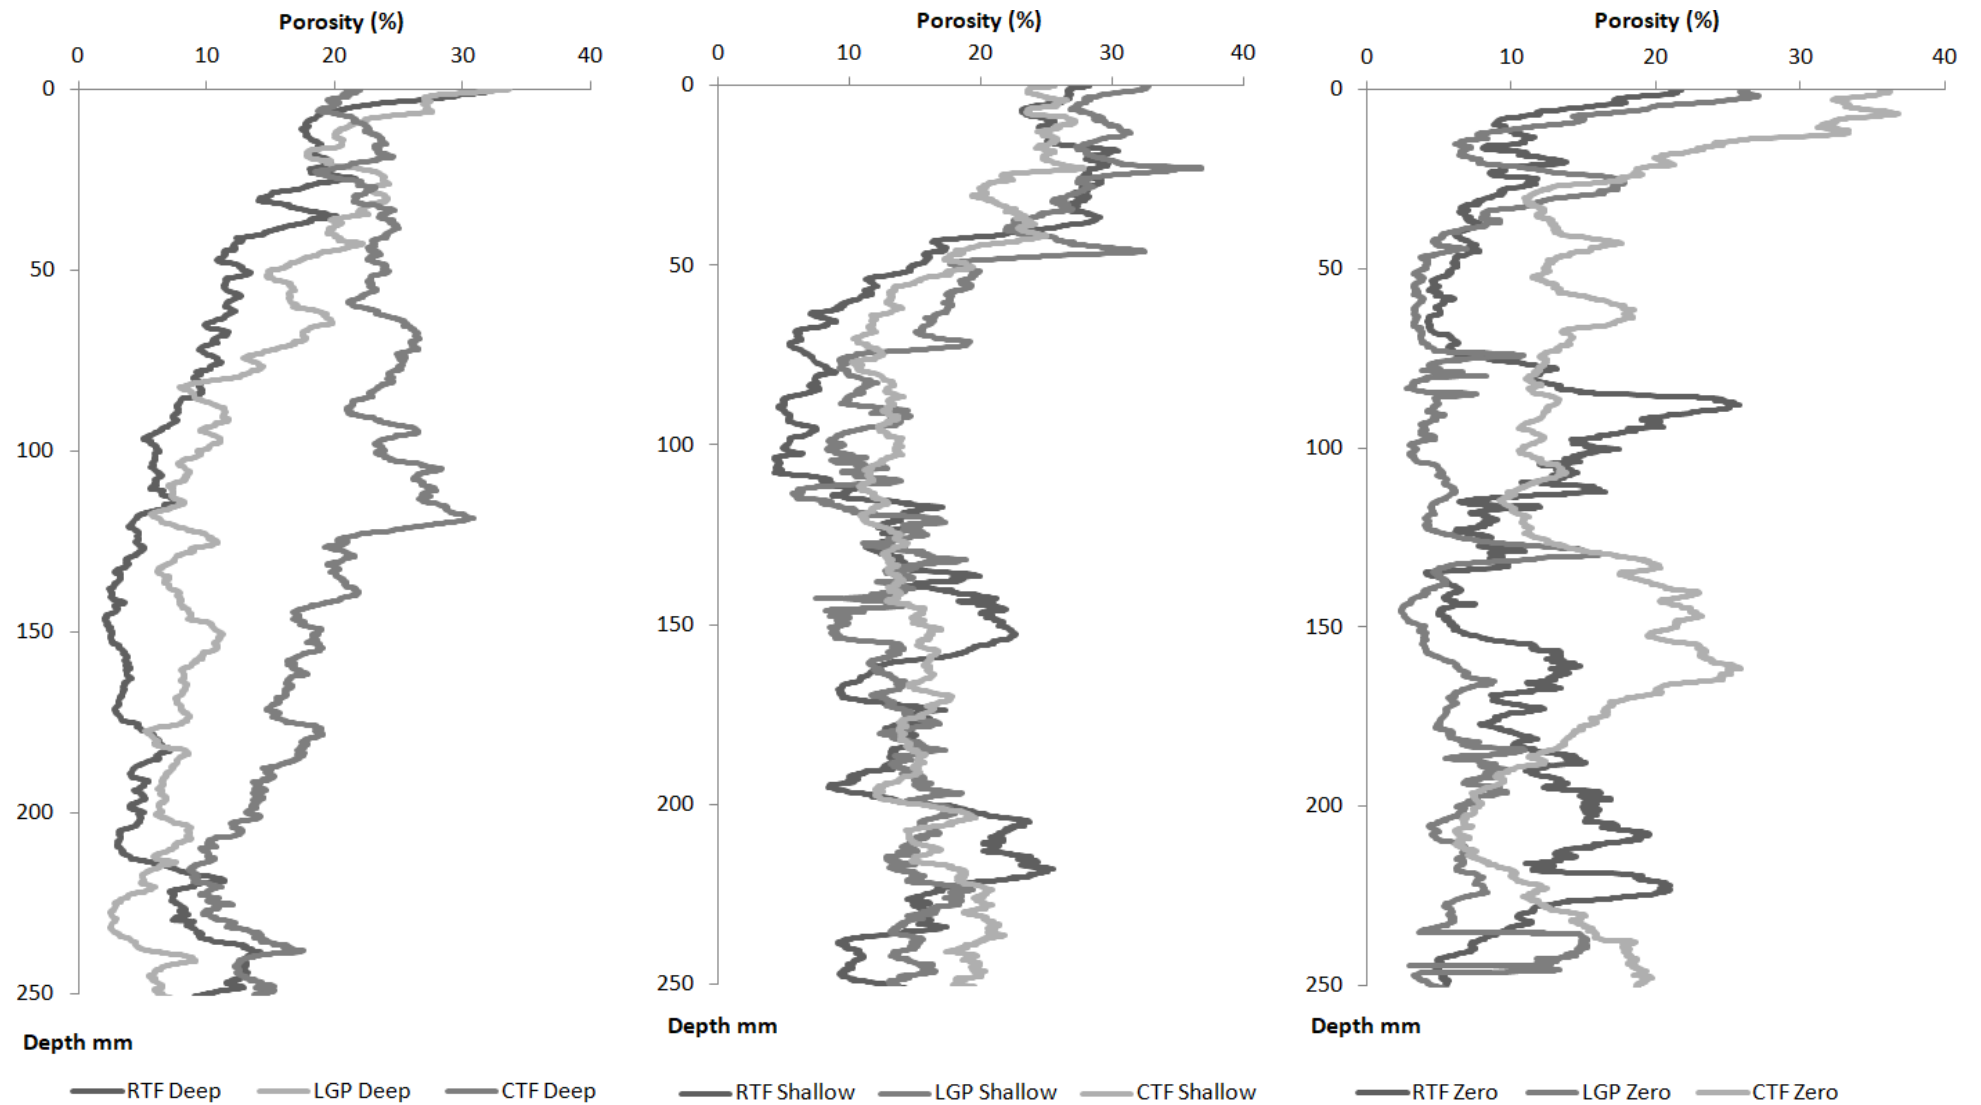 Porosity (%)
0 10 20 30 40
0
50
100
150
200
250
Depth mm
RTF Deep LGP Deep CTF Deep
Porosity (%)
0 10 20 30 40
0
50
100
150
200
250
Depth mm
RTF Shallow LGP Shallow CTF Shallow
Porosity (%)
0 10 20 30 40
0
50
100
150
200
250
Depth mm
RTF Zero LGP Zero CTF Zero